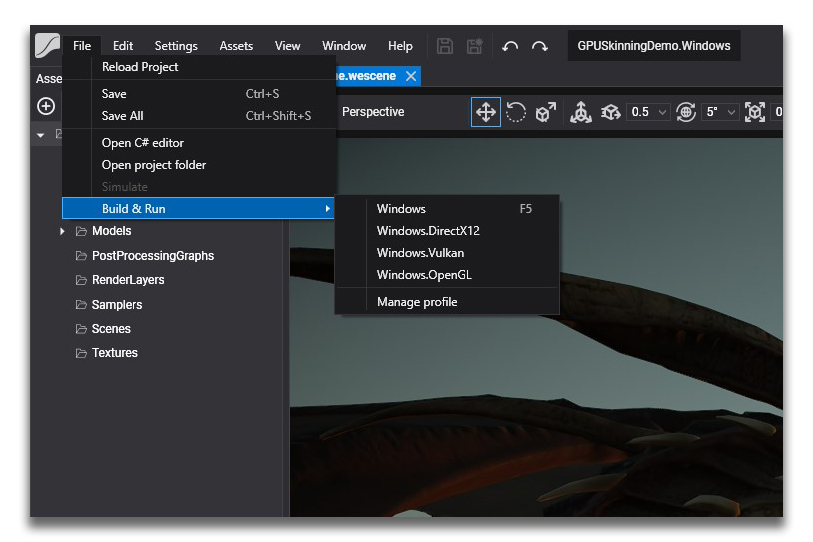 File Edit Settings Assets View Window Help GPUSkinningDemo.Windows
Reload Project
ne.wescene
Asse
Save Ctrl+S
Perspective 0.5 5° 0
Save All Ctrl+Shift+S
Open C# editor
Open project folder
Simulate
Build & Run
Windows F5
Windows.DirectX12
Windows.Vulkan
Windows.OpenGL
Manage profile
Models
PostProcessingGraphs
RenderLayers
Samplers
Scenes
Textures